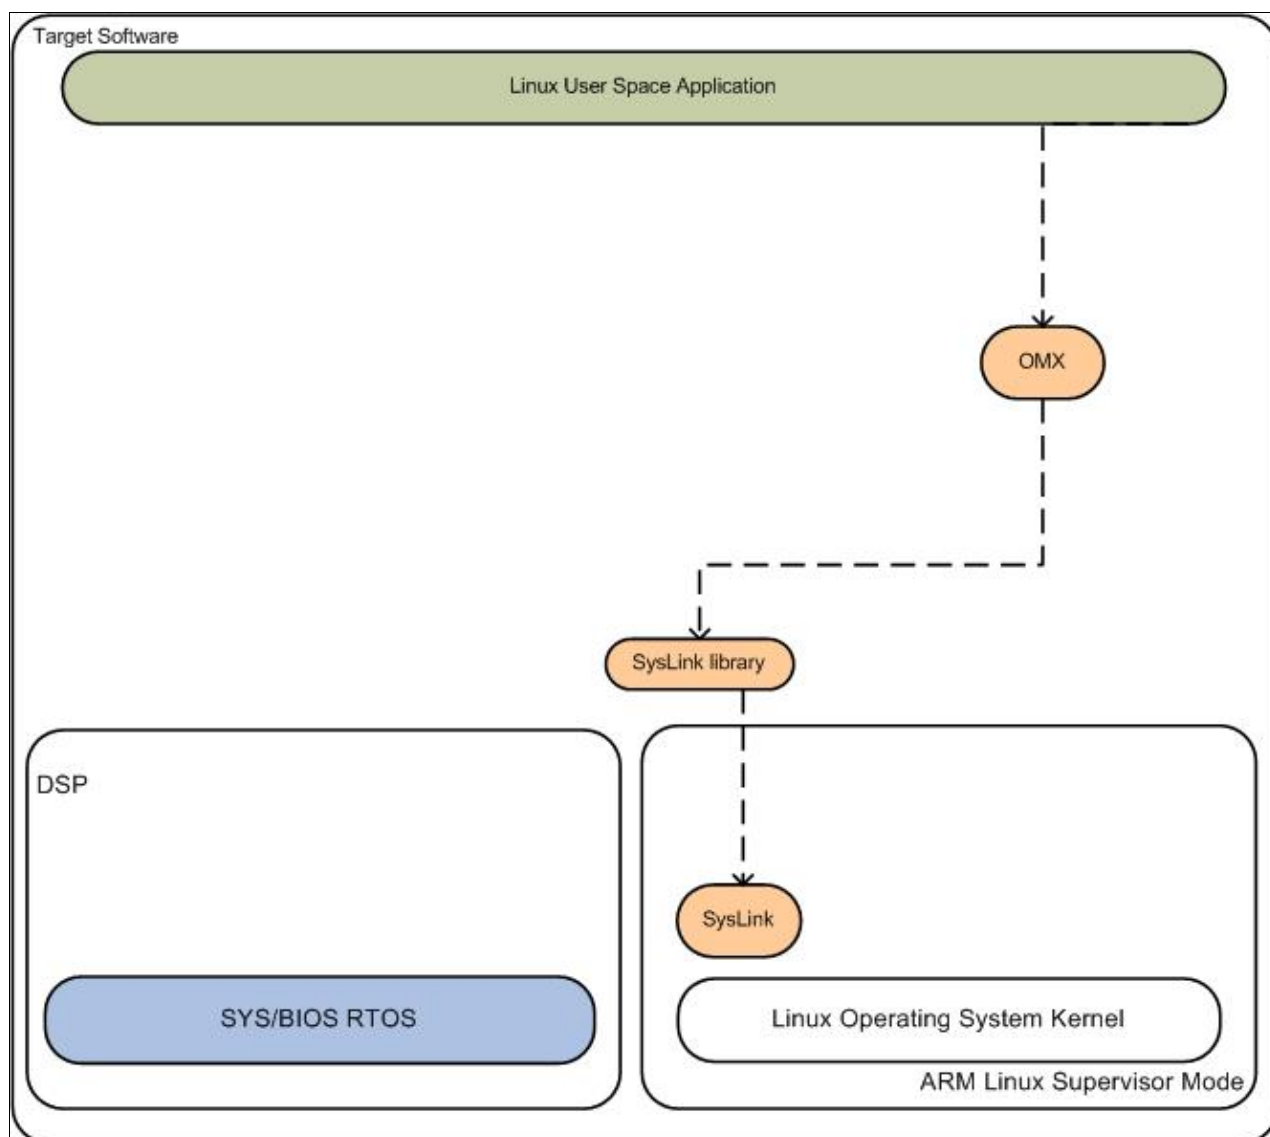 Target Software
Linux User Space Application
OMX
SysLink library
DSP
SysLink
SYS/BIOS RTOS
Linux Operating System Kernel
ARM Linux Supervisor Mode